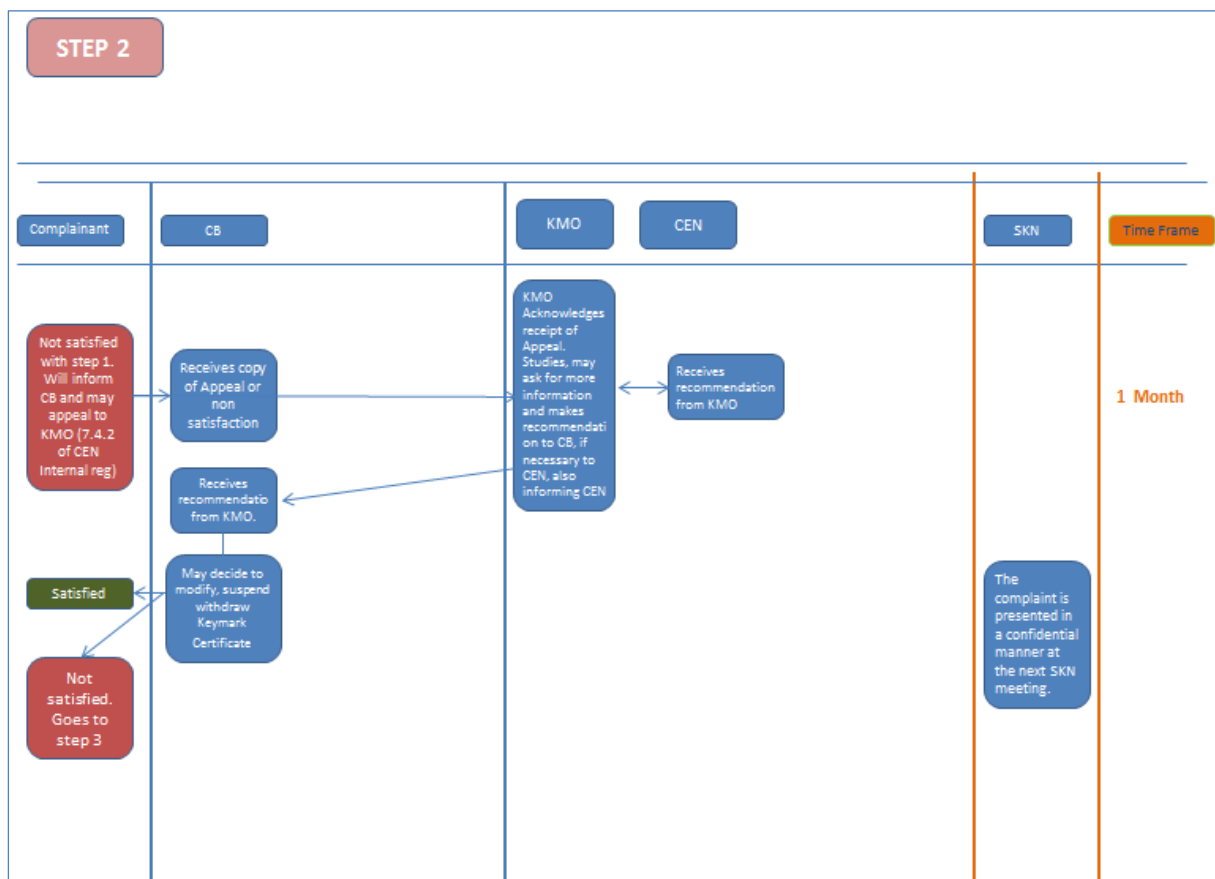 STEP 2
Complainant
CB
KMO
CEN
SKN
Time Frame
Not satisfied
with step 1.
Will inform
CB and may
appeal to
KMO (7.4.2
of CEN
Internal reg)
Receives copy
of Appeal or
non
satisfaction
KMO
Acknowledges
receipt of
Appeal.
Studies, may
ask for more
information
and makes
recommendati
on to CB, if
necessary to
CEN, also
informing CEN
Receives
recommendation
from KMO
1 Month
Receives
recommendatio
from KMO.
May decide to
modify, suspend
withdraw
Keymark
Certificate
Satisfied
Not
satisfied.
Goes to
step 3
The
complaint is
presented in
a confidential
manner at
the next SKN
meeting.